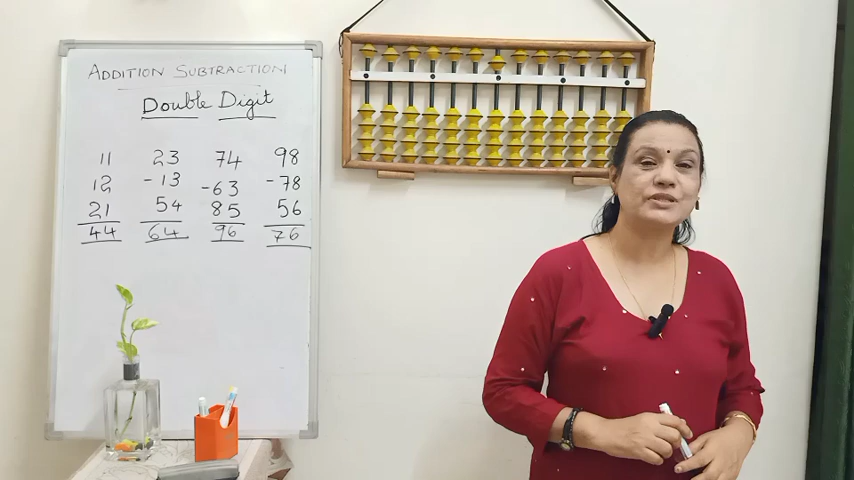 ADDITION SUBTRACTION
Double Digit
11 23 74 98
12 -13 -63 -78
21 54 85 56
44 64 96 76